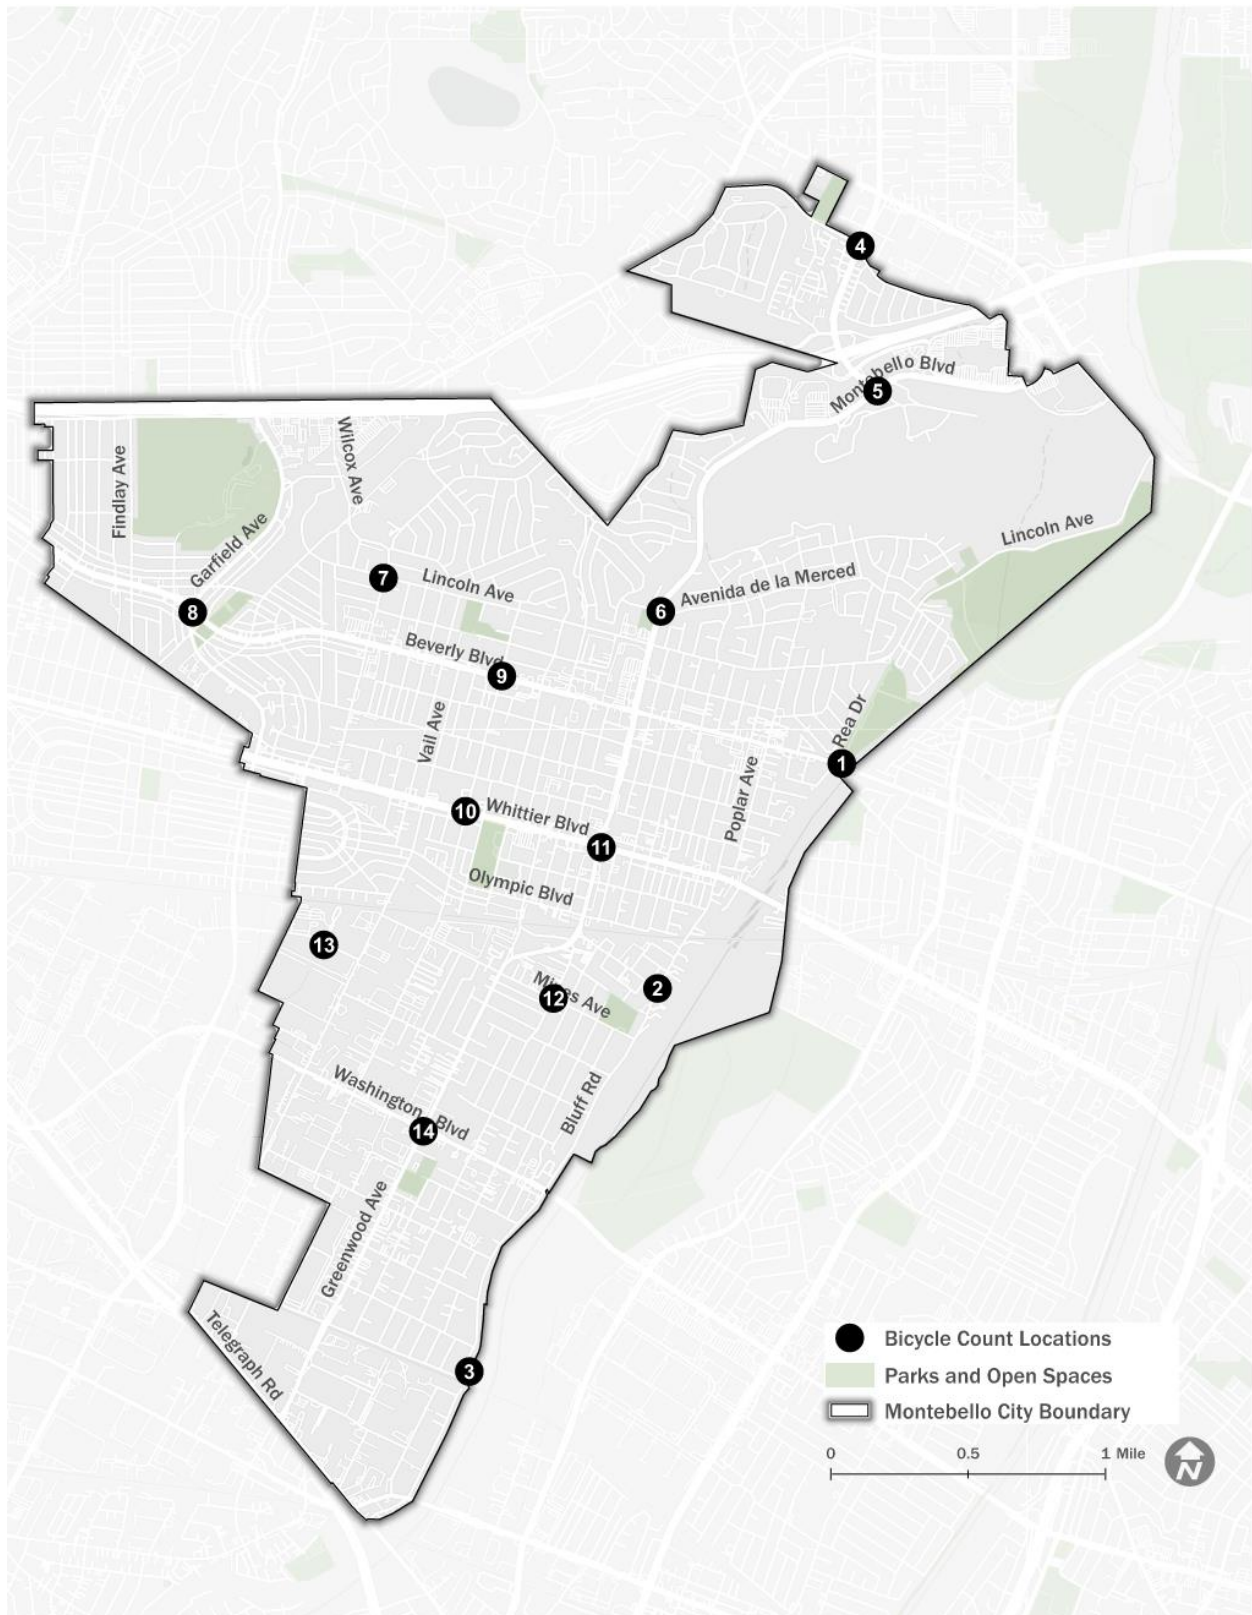 4
Montebello Blvd
5
Findlay Ave
Wilcox Ave
Garfield Ave
Lincoln Ave
7
Lincoln Ave
8
6
Avenida de la Merced
Beverly Blvd
9
Vail Ave
Rea Dr
1
Poplar Ave
10
Whittier Blvd
11
Olympic Blvd
13
Mines Ave
12
2
Washington Blvd
14
Bluff Rd
Greenwood Ave
Telegraph Rd
3
Bicycle Count Locations
Parks and Open Spaces
Montebello City Boundary
0 0.5 1 Mile
N